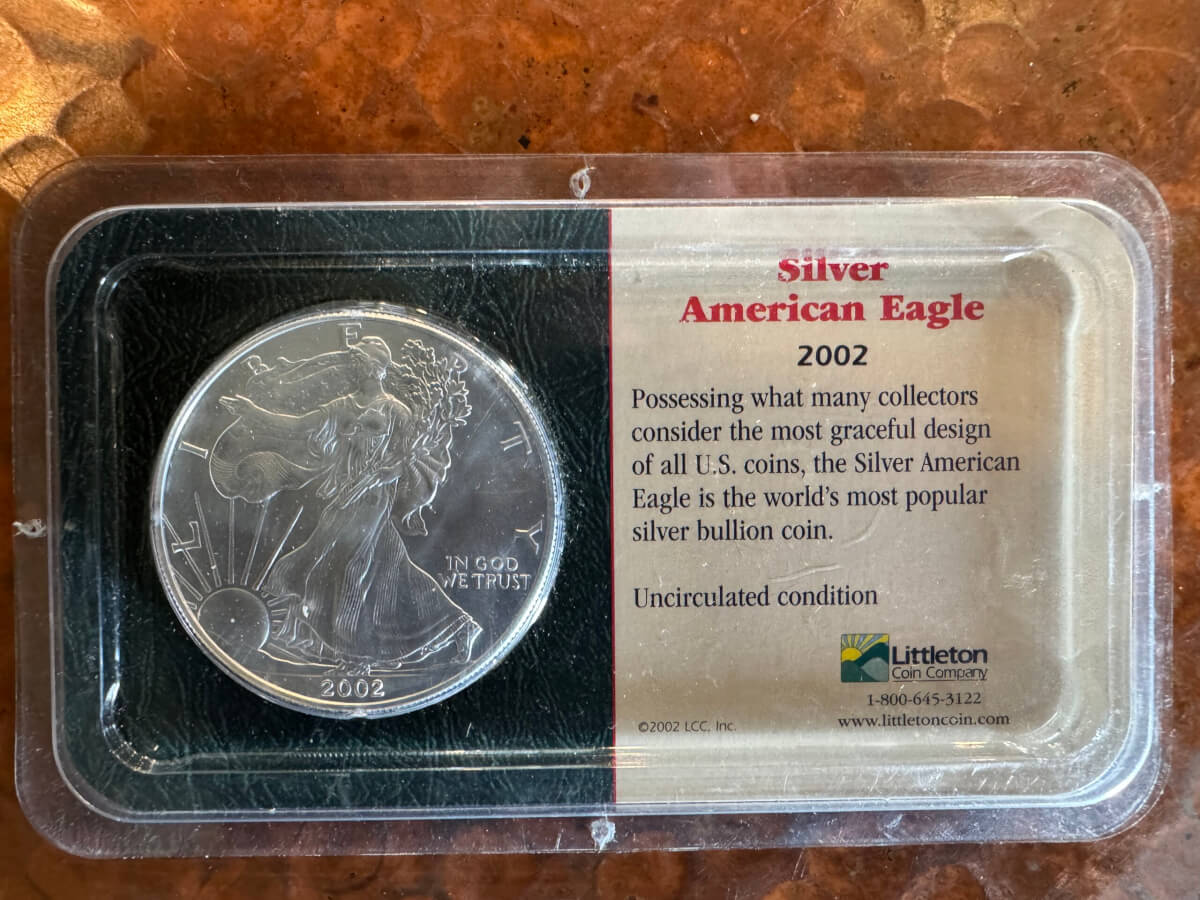 LIBERTY
IN GOD
WE TRUST
2002
Silver
American Eagle
2002
Possessing what many collectors
consider the most graceful design
of all U.S. coins, the Silver American
Eagle is the world's most popular
silver bullion coin.
Uncirculated condition
Littleton
Coin Company
1-800-645-3122
www.littletoncoin.com
©2002 LCC, Inc.